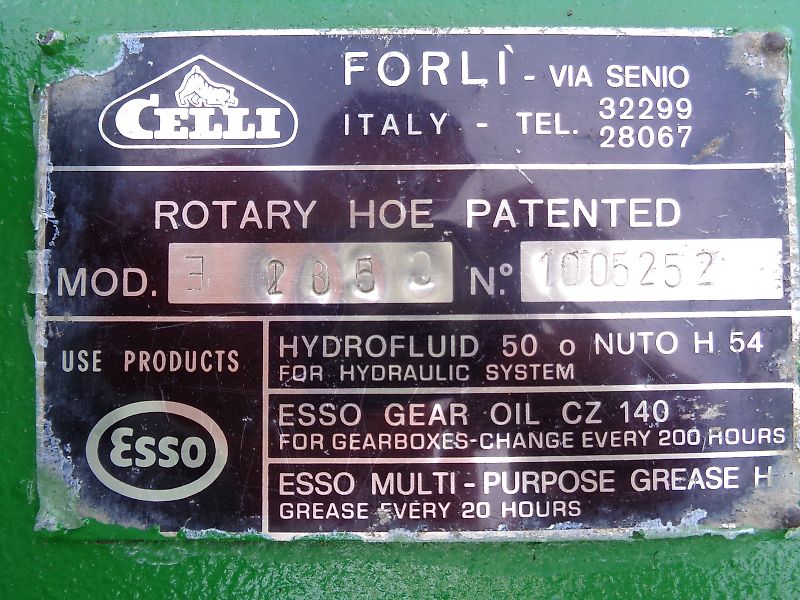 CELLI
FORLÌ - VIA SENIO
ITALY - TEL. 32299
28067
ROTARY HOE PATENTED
MOD. N.º 1005252
USE PRODUCTS
Esso
HYDROFLUID 50 o NUTO H 54
FOR HYDRAULIC SYSTEM
ESSO GEAR OIL CZ 140
FOR GEARBOXES-CHANGE EVERY 200 HOURS
ESSO MULTI-PURPOSE GREASE H
GREASE EVERY 20 HOURS